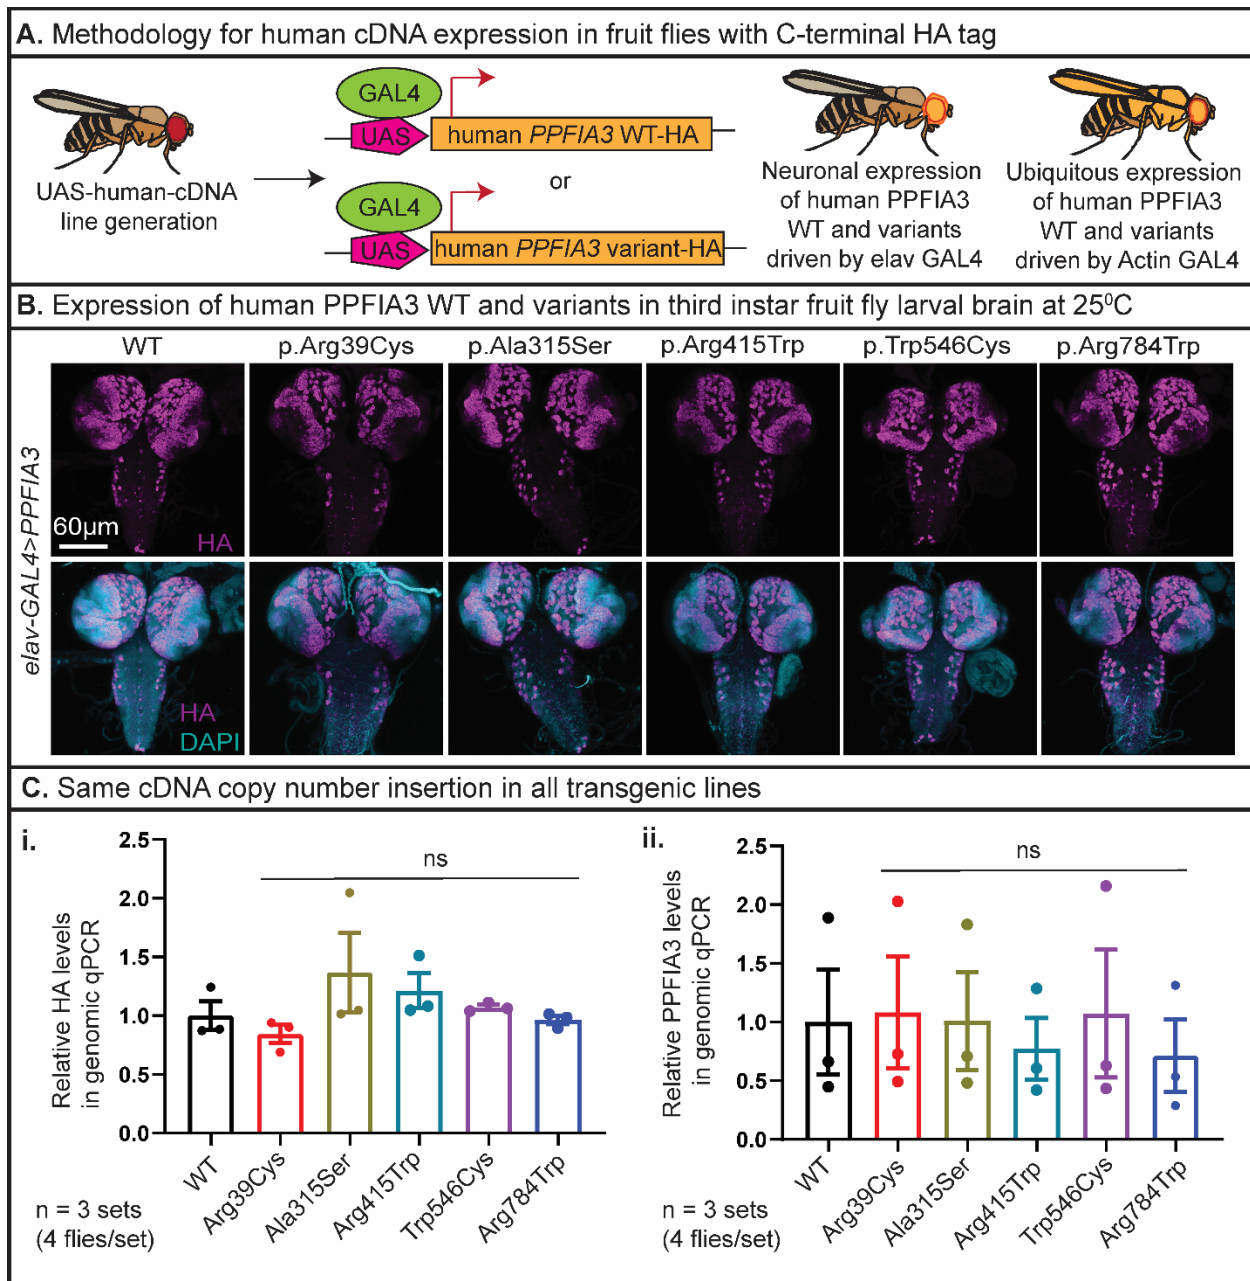 A. Methodology for human cDNA expression in fruit flies with C-terminal HA tag
UAS-human-cDNA
line generation
GAL4
UAS
human PPFIA3 WT-HA
or
GAL4
UAS
human PPFIA3 variant-HA
Neuronal expression
of human PPFIA3
WT and variants
driven by elav GAL4
Ubiquitous expression
of human PPFIA3
WT and variants
driven by Actin GAL4
B. Expression of human PPFIA3 WT and variants in third instar fruit fly larval brain at 25⁰C
WT
p.Arg39Cys
p.Ala315Ser
p.Arg415Trp
p.Trp546Cys
p.Arg784Trp
elav-GAL4>PPFIA3
60µm
HA
HA
DAPI
C. Same cDNA copy number insertion in all transgenic lines
i.
Relative HA levels
in genomic qPCR
2.5
2.0
1.5
1.0
0.5
0.0
ns
WT
Arg39Cys
Ala315Ser
Arg415Trp
Trp546Cys
Arg784Trp
n = 3 sets
(4 flies/set)
ii.
Relative PPFIA3 levels
in genomic qPCR
2.5
2.0
1.5
1.0
0.5
0.0
ns
WT
Arg39Cys
Ala315Ser
Arg415Trp
Trp546Cys
Arg784Trp
n = 3 sets
(4 flies/set)